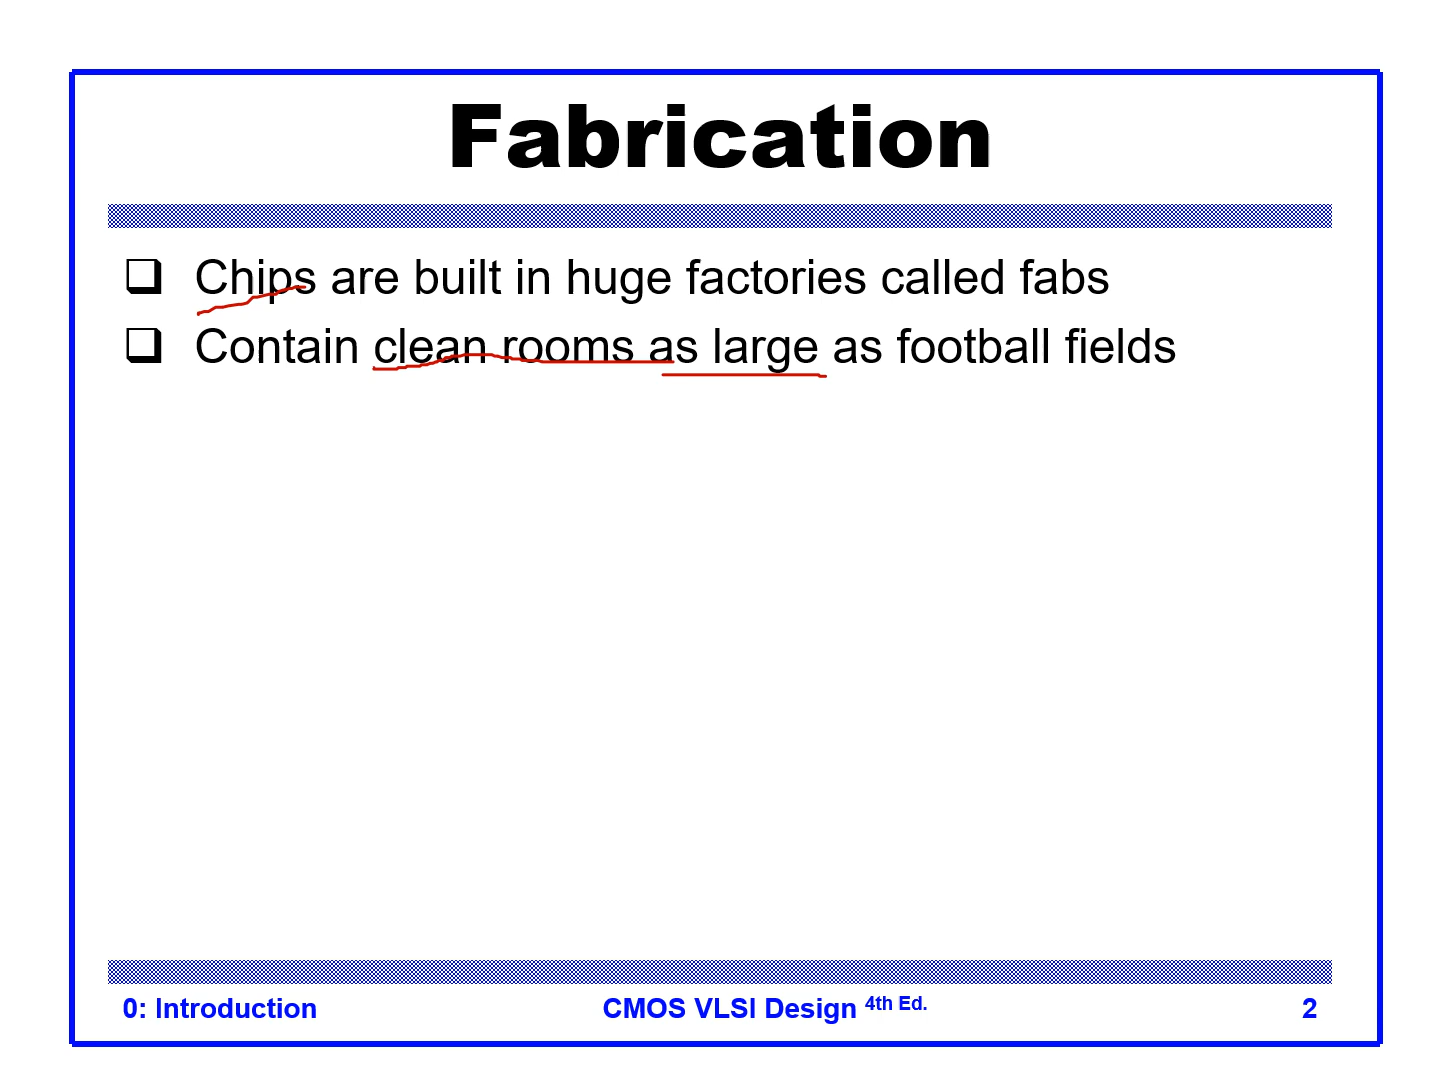 Fabrication
❑ Chips are built in huge factories called fabs
❑ Contain clean rooms as large as football fields
0: Introduction CMOS VLSI Design 4th Ed. 2